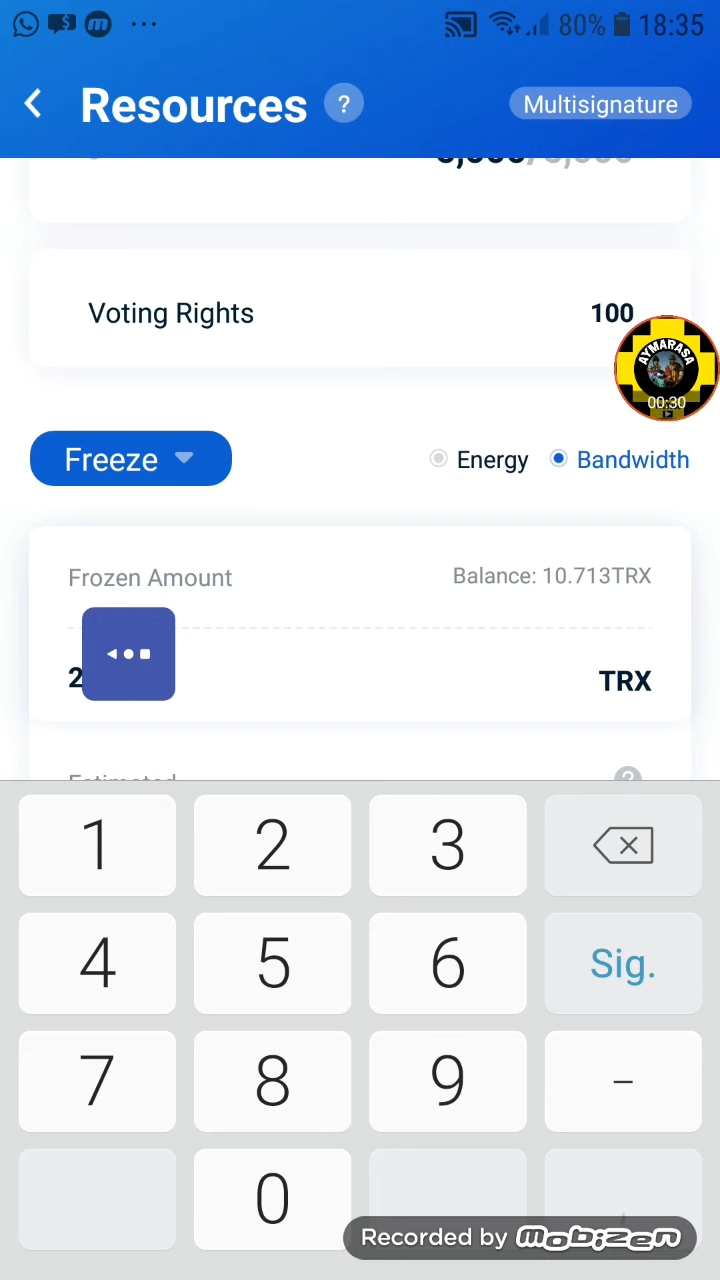 80% 18:35
Resources ? Multisignature
Voting Rights 100
AYMARASA
00:30
Freeze Energy Bandwidth
Frozen Amount Balance: 10.713TRX
2 TRX
?
1 2 3
4 5 6 Sig.
7 8 9 -
0
Recorded by mobizen